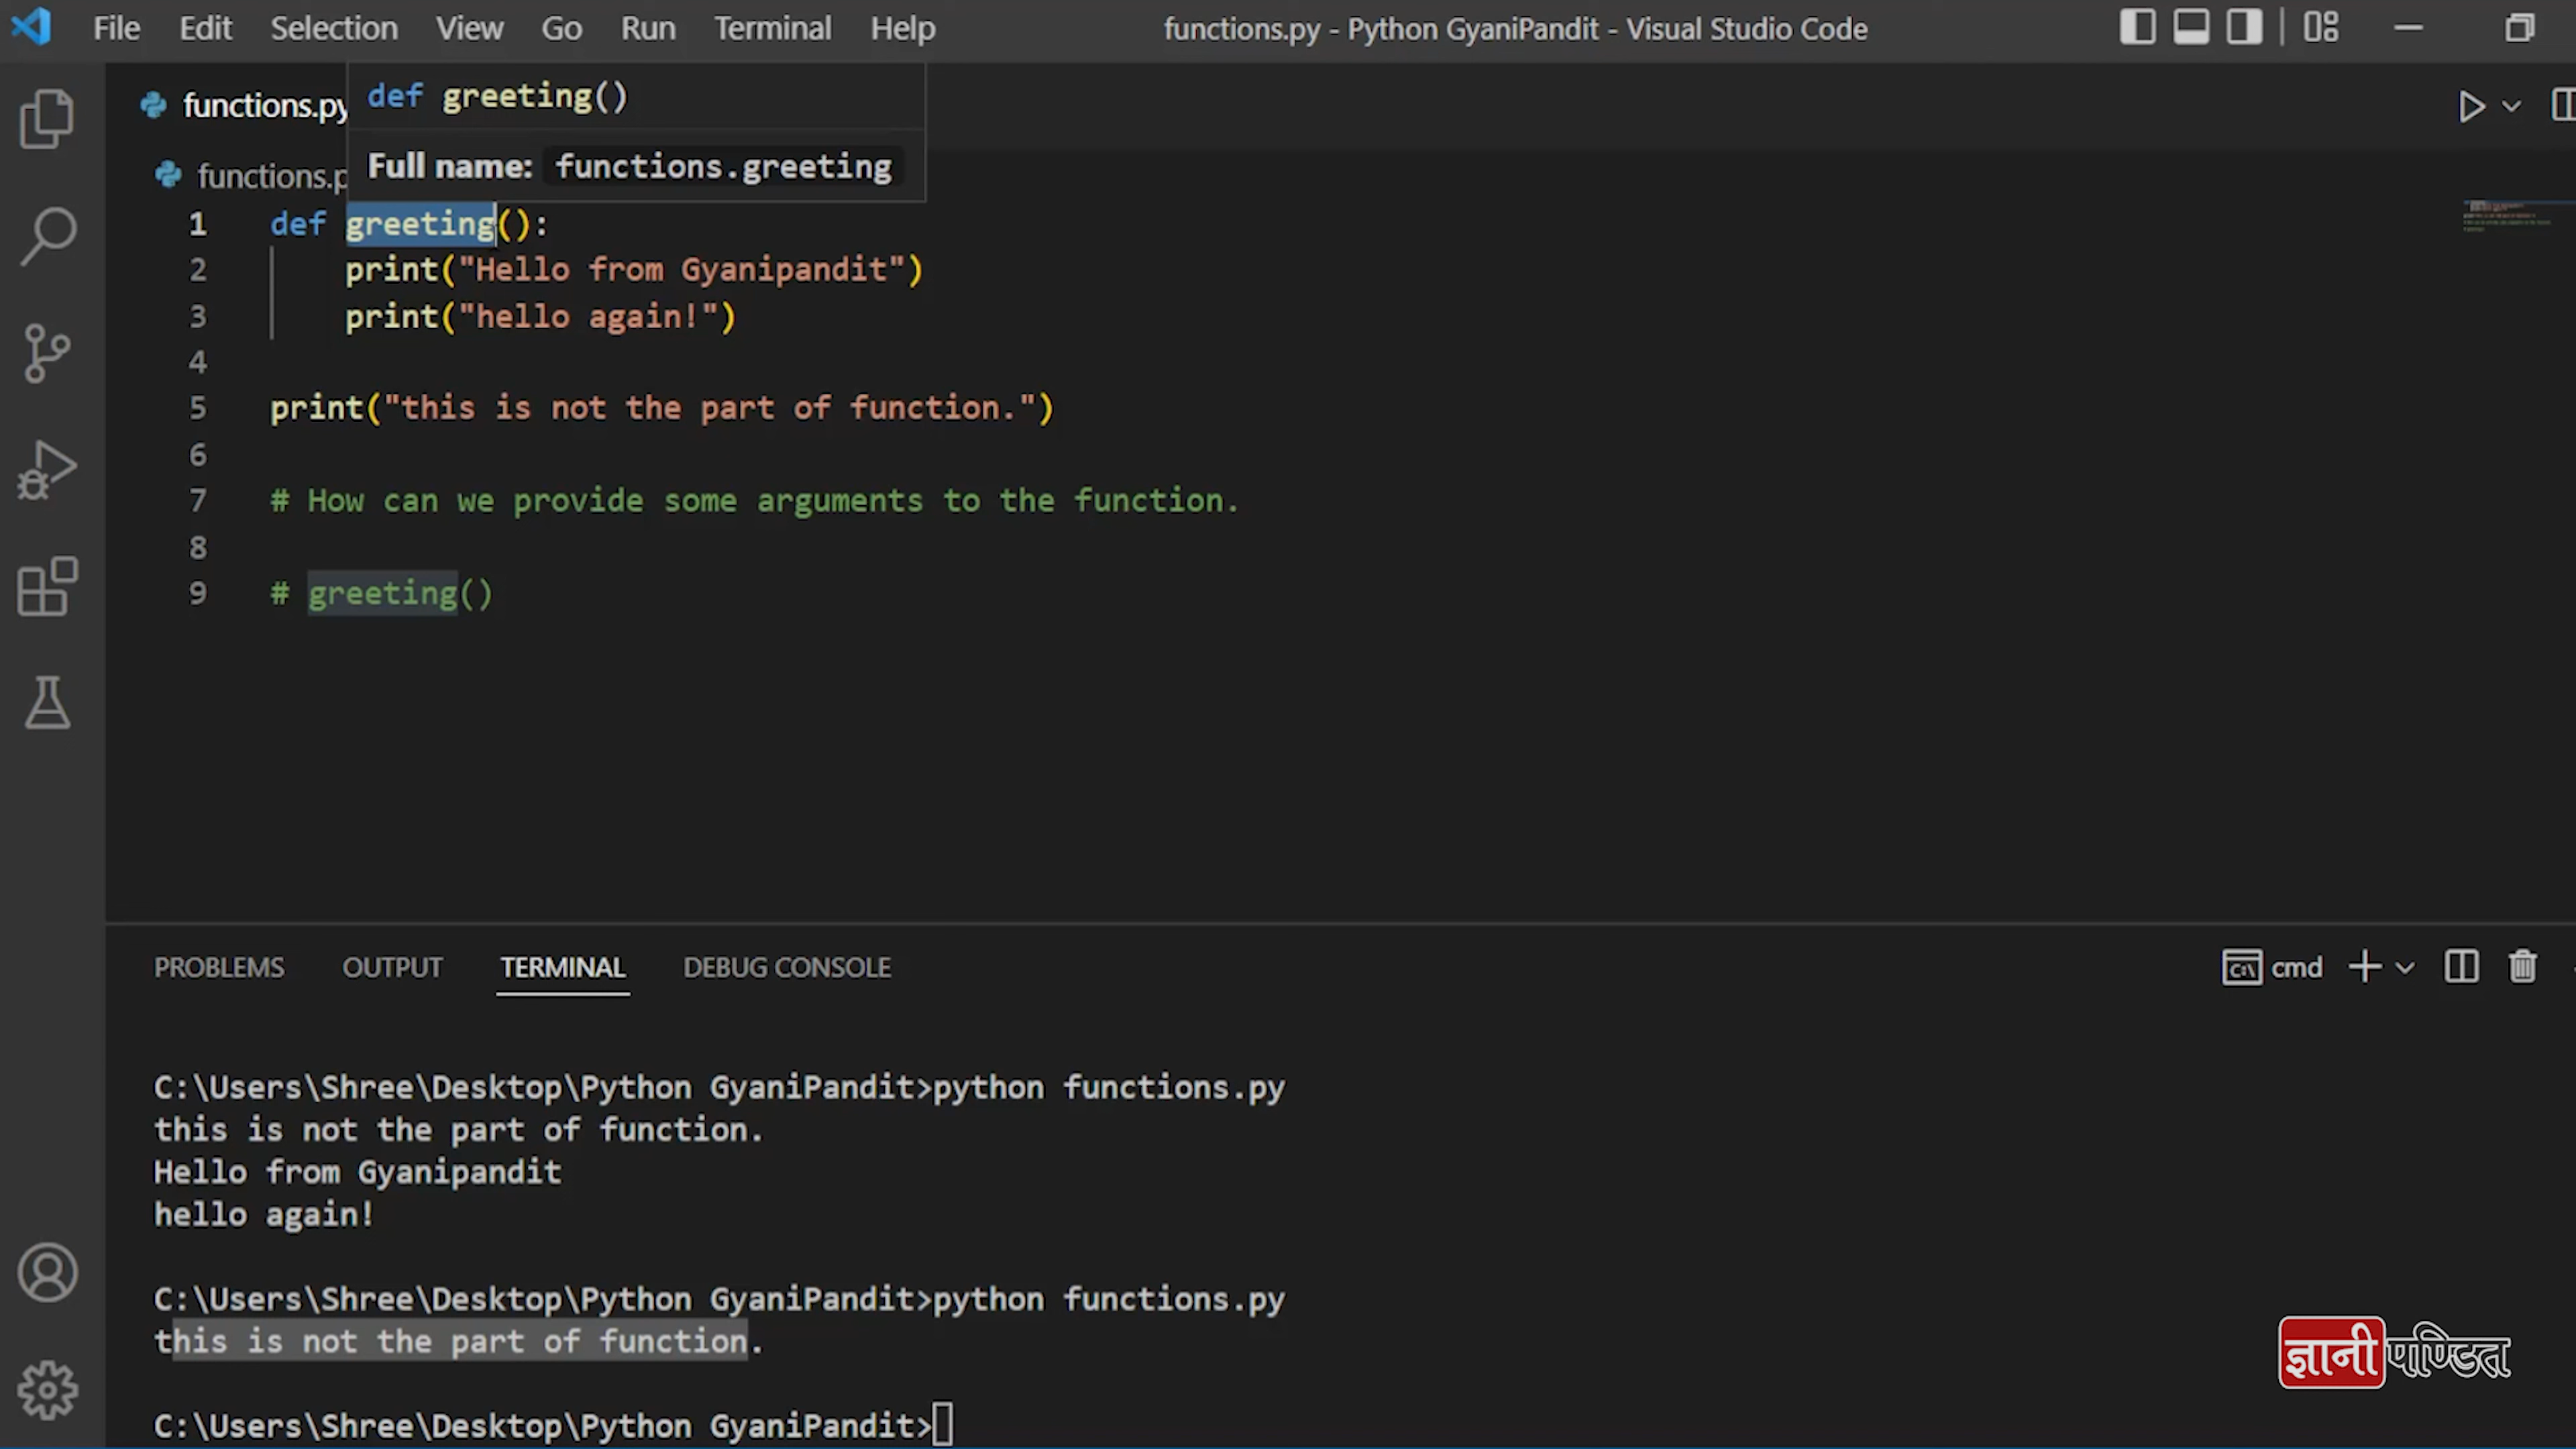 File Edit Selection View Go Run Terminal Help functions.py - Python GyaniPandit - Visual Studio Code
functions.py
def greeting()
Full name: functions.greeting
functions.p
1 def greeting():
2 print("Hello from Gyanipandit")
3 print("hello again!")
4
5 print("this is not the part of function.")
6
7 # How can we provide some arguments to the function.
8
9 # greeting()
PROBLEMS OUTPUT TERMINAL DEBUG CONSOLE cmd
C:\Users\Shree\Desktop\Python GyaniPandit>python functions.py
this is not the part of function.
Hello from Gyanipandit
hello again!
C:\Users\Shree\Desktop\Python GyaniPandit>python functions.py
this is not the part of function.
C:\Users\Shree\Desktop\Python GyaniPandit>
ज्ञानीपण्डित